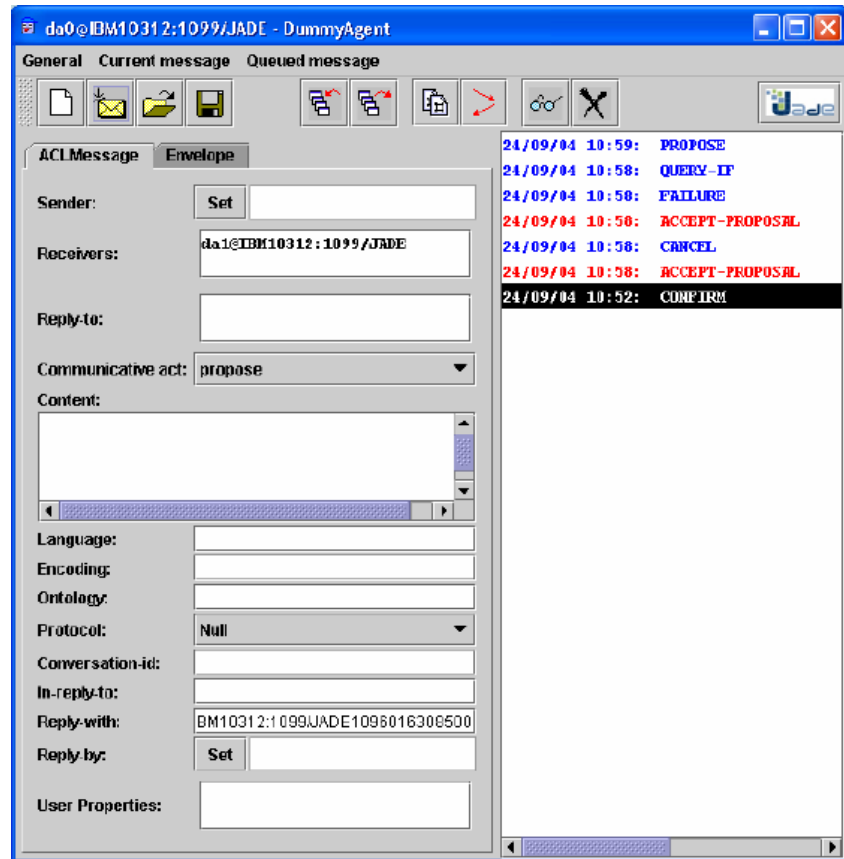 da0@IBM10312:1099/JADE - DummyAgent
General Current message Queued message
Jade
ACLMessage Envelope
Sender: Set
Receivers: da1@IBM10312:1099/JADE
Reply-to:
Communicative act: propose
Content:
Language:
Encoding:
Ontology:
Protocol: Null
Conversation-id:
In-reply-to:
Reply-with: BM10312:1099/JADE1096016308500
Reply-by: Set
User Properties:
24/09/04 10:59: PROPOSE
24/09/04 10:58: QUERY-IF
24/09/04 10:58: FAILURE
24/09/04 10:58: ACCEPT-PROPOSAL
24/09/04 10:58: CANCEL
24/09/04 10:58: ACCEPT-PROPOSAL
24/09/04 10:52: CONFIRM